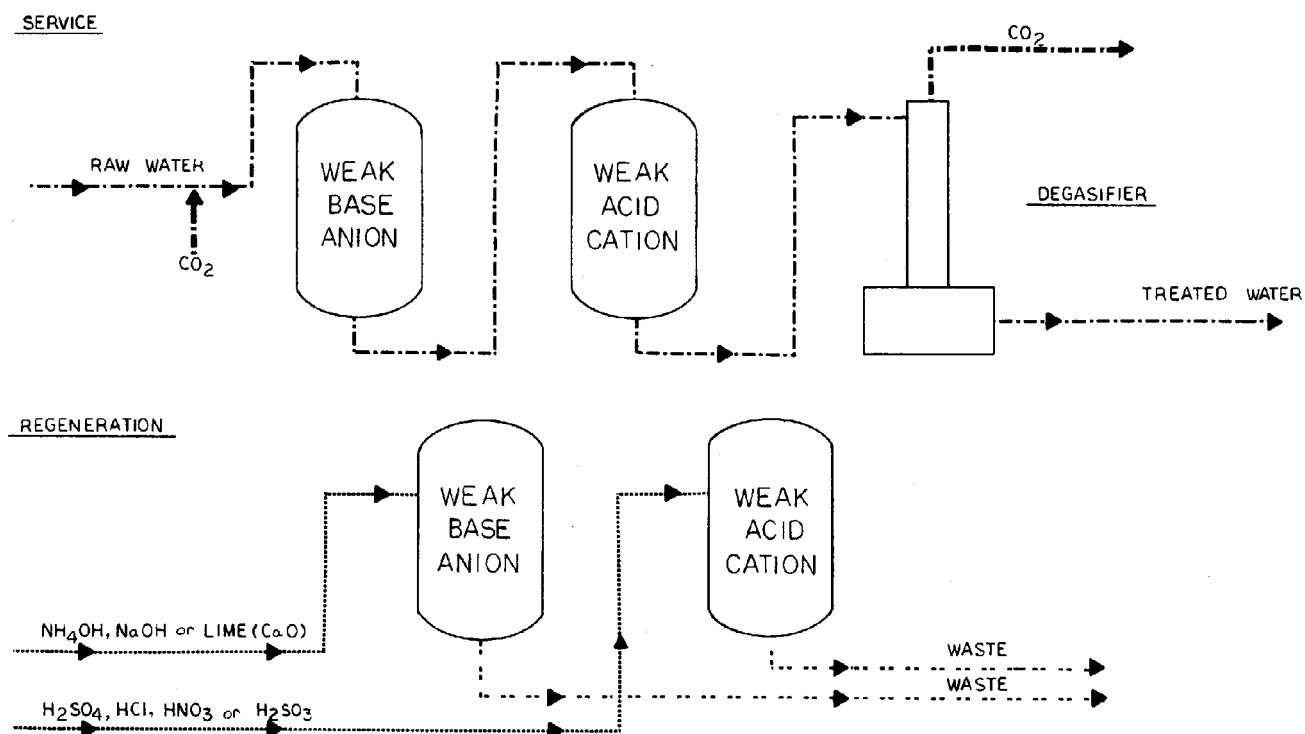 SERVICE
CO2
RAW WATER
CO2
WEAK
BASE
ANION
WEAK
ACID
CATION
DEGASIFIER
TREATED WATER
REGENERATION
WEAK
BASE
ANION
WEAK
ACID
CATION
NH4OH, NaOH or LIME (CaO)
WASTE
WASTE
H2SO4, HCl, HNO3 or H2SO3